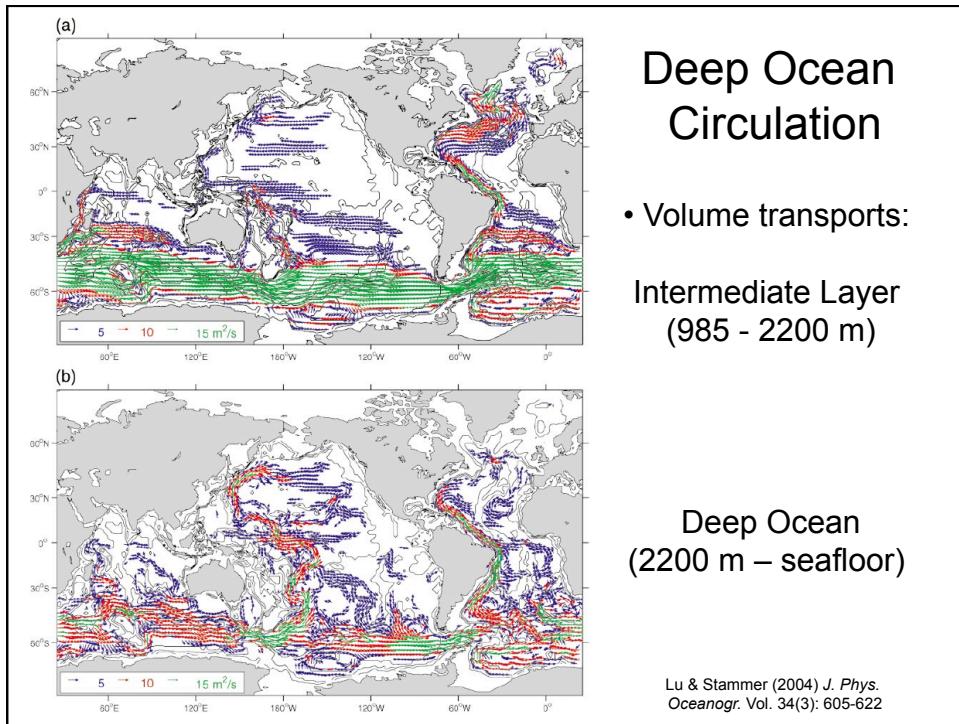 (a)
60°N
30°N
0°
30°S
60°S
5 10 15 m²/s
60°E 120°E 180°W 120°W 60°W 0°
(b)
60°N
30°N
0°
30°S
60°S
5 10 15 m²/s
60°E 120°E 180°W 120°W 60°W 0°
Deep Ocean
Circulation
• Volume transports:
Intermediate Layer
(985 - 2200 m)
Deep Ocean
(2200 m – seafloor)
Lu & Stammer (2004) J. Phys.
Oceanogr. Vol. 34(3): 605-622